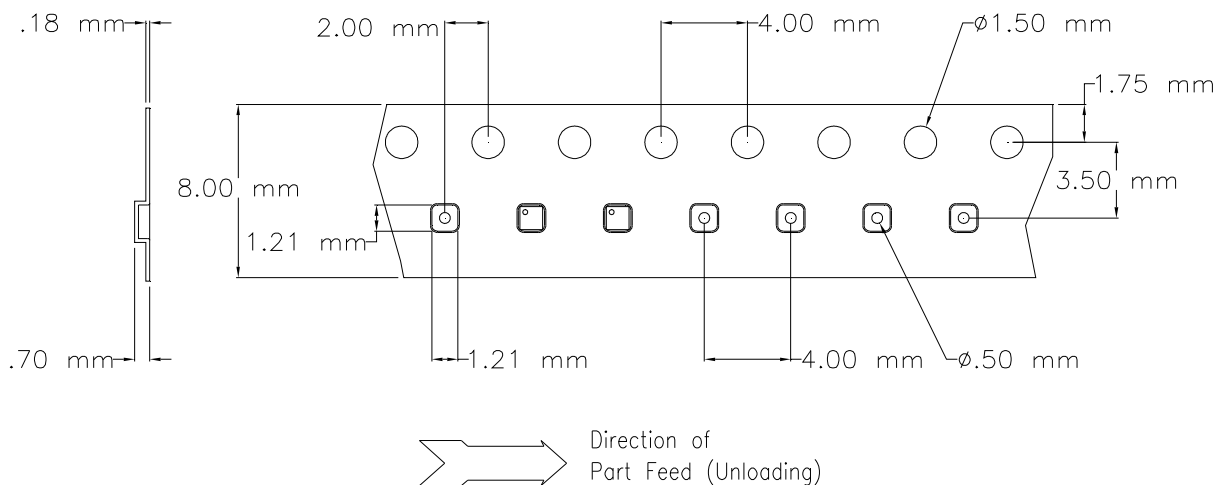 .18 mm
2.00 mm
4.00 mm
ø1.50 mm
1.75 mm
8.00 mm
3.50 mm
1.21 mm
.70 mm
1.21 mm
4.00 mm
ø.50 mm
Direction of
Part Feed (Unloading)